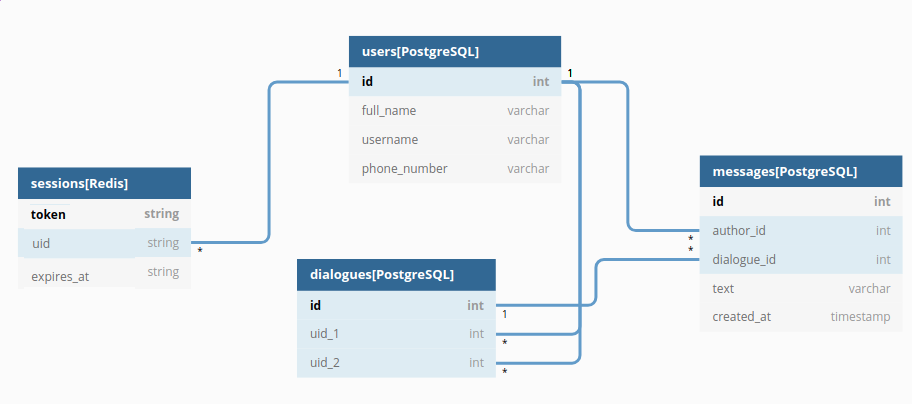 users[PostgreSQL]
1
id int
1
full_name varchar
username varchar
phone_number varchar
sessions[Redis]
token string
uid string
*
expires_at string
messages[PostgreSQL]
id int
*
author_id int
*
dialogue_id int
text varchar
created_at timestamp
dialogues[PostgreSQL]
id int
1
uid_1 int
*
uid_2 int
*